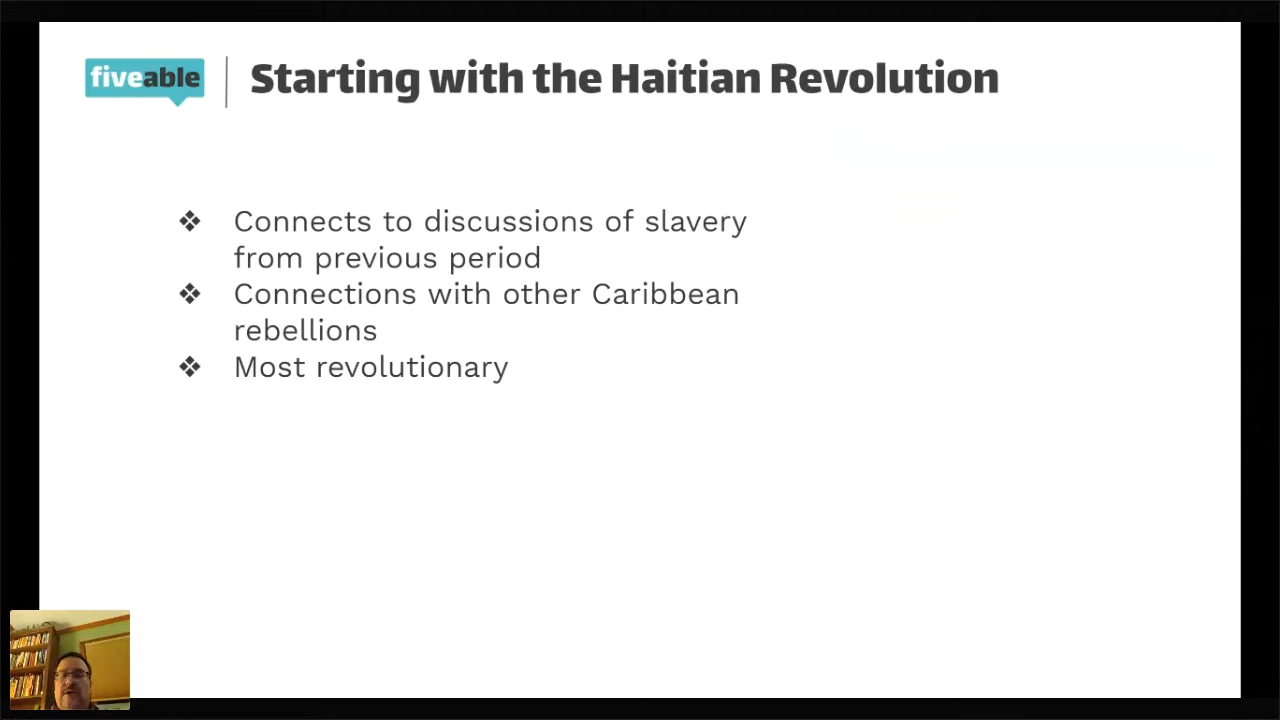 fiveable
Starting with the Haitian Revolution
❖ Connects to discussions of slavery
from previous period
❖ Connections with other Caribbean
rebellions
❖ Most revolutionary